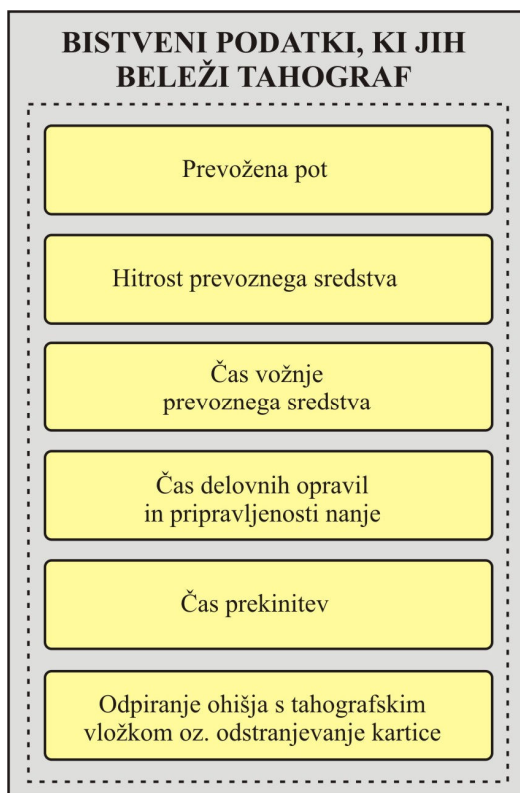 BISTVENI PODATKI, KI JIH
BELEŽI TAHOGRAF
Prevožena pot
Hitrost prevoznega sredstva
Čas vožnje
prevoznega sredstva
Čas delovnih opravil
in pripravljenosti nanje
Čas prekinitev
Odpiranje ohišja s tahografskim
vložkom oz. odstranjevanje kartice